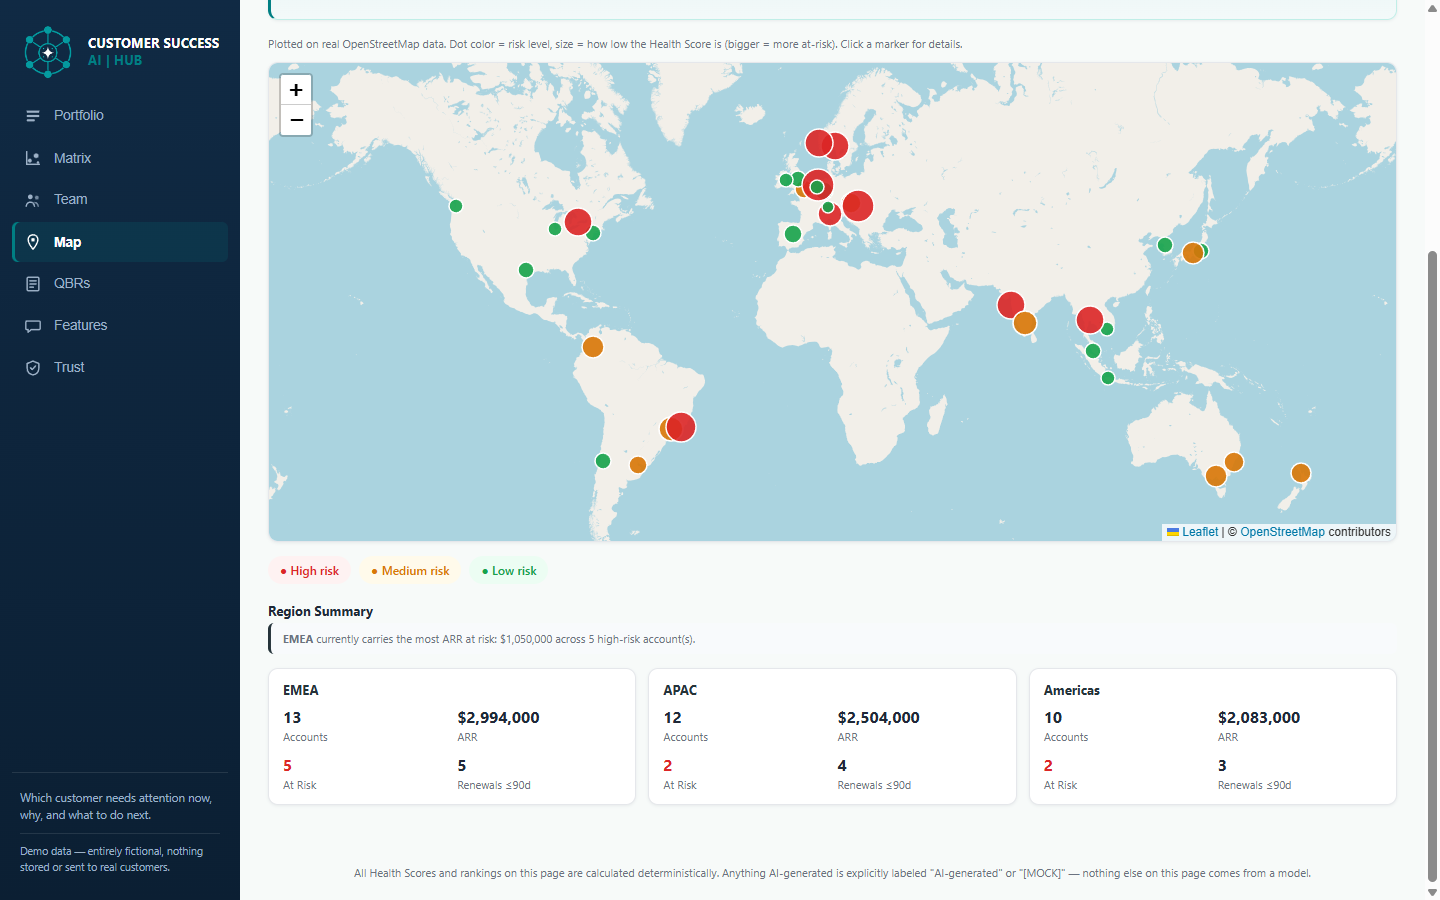 CUSTOMER SUCCESS
AI | HUB
Portfolio
Matrix
Team
Map
QBRs
Features
Trust
Which customer needs attention now,
why, and what to do next.
Demo data — entirely fictional, nothing
stored or sent to real customers.
Plotted on real OpenStreetMap data. Dot color = risk level, size = how low the Health Score is (bigger = more at-risk). Click a marker for details.
+
−
Leaflet | © OpenStreetMap contributors
● High risk
● Medium risk
● Low risk
Region Summary
EMEA currently carries the most ARR at risk: $1,050,000 across 5 high-risk account(s).
EMEA
13 $2,994,000
Accounts ARR
5 5
At Risk Renewals ≤90d
APAC
12 $2,504,000
Accounts ARR
2 4
At Risk Renewals ≤90d
Americas
10 $2,083,000
Accounts ARR
2 3
At Risk Renewals ≤90d
All Health Scores and rankings on this page are calculated deterministically. Anything AI-generated is explicitly labeled "AI-generated" or "[MOCK]" — nothing else on this page comes from a model.